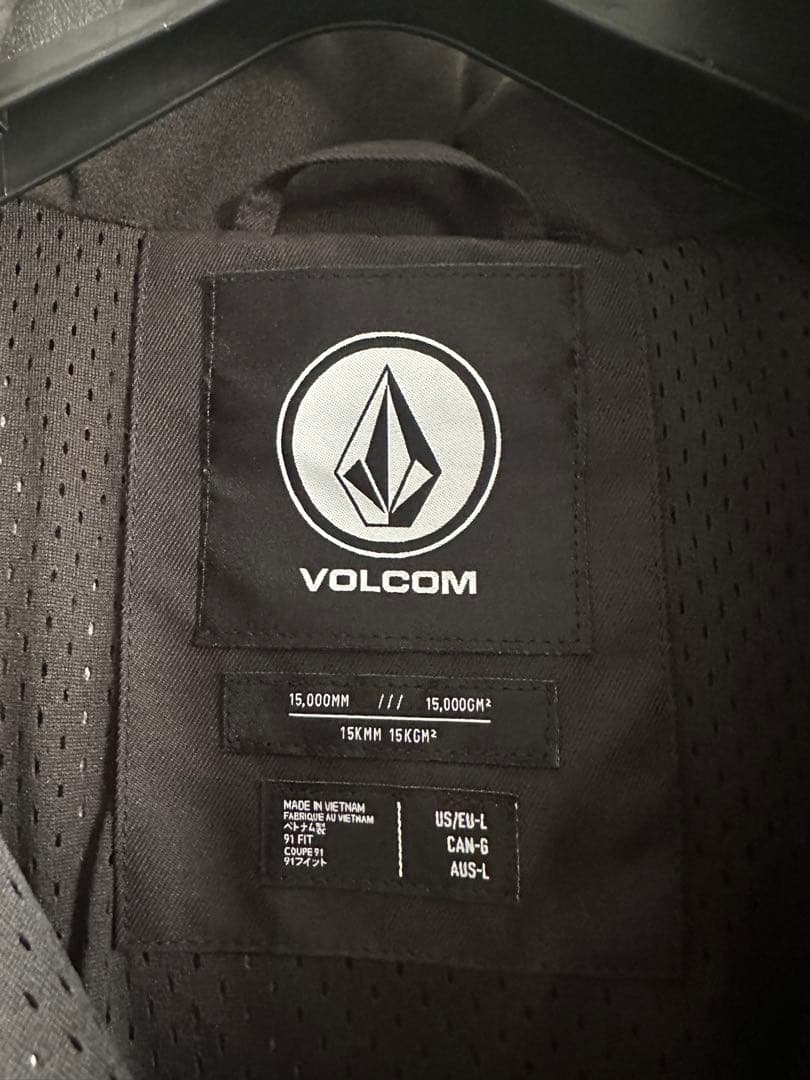 VOLCOM
15,000MM /// 15,000GM²
15KMM 15KGM²
MADE IN VIETNAM
FABRIQUE AU VIETNAM
ベトナム製
91 FIT
COUPE 91
91フイット
US/EU-L
CAN-G
AUS-L